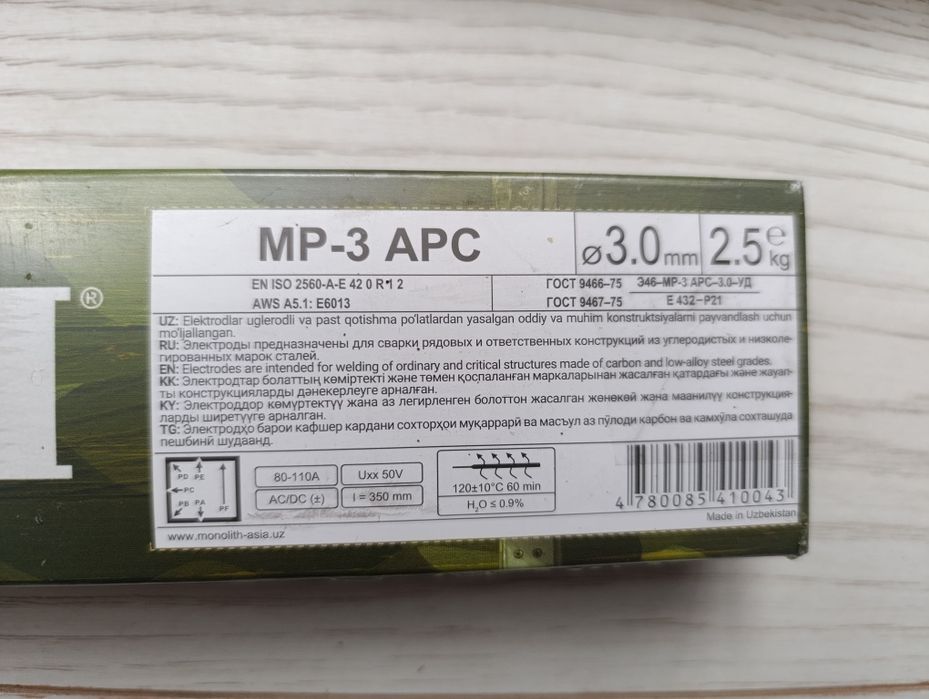 ®
МР-3 АРС
ø3.0mm
2.5 kg e
EN ISO 2560-A-E 42 0 R 1 2
AWS A5.1: E6013
ГОСТ 9466–75
ГОСТ 9467–75
Э46–МР–3 АРС–3.0–УД
Е 432–Р21
UZ: Elektrodlar uglerodli va past qotishma po'latlardan yasalgan oddiy va muhim konstruktsiyalarni payvandlash uchun
mo'ljallangan.
RU: Электроды предназначены для сварки рядовых и ответственных конструкций из углеродистых и низколе-
гированных марок сталей.
EN: Electrodes are intended for welding of ordinary and critical structures made of carbon and low-alloy steel grades.
KK: Электродтар болаттың көміртекті және төмен қоспаланған маркаларынан жасалған қатардағы және жауап-
ты конструкцияларды дәнекерлеуге арналған.
KY: Электроддор көмүртектүү жана аз легирленген болоттон жасалган жөнөкөй жана маанилүү конструкция-
ларды ширетүүгө арналган.
TG: Электродҳо барои кафшер кардани сохторҳои муқаррарӣ ва масъул аз пӯлоди карбон ва камхӯла сохташуда
пешбинӣ шудаанд.
PD PE
PC
PB PA
PF
80-110A
Uxx 50V
AC/DC (±)
l = 350 mm
120±10°C 60 min
H₂O ≤ 0.9%
4 780085 410043
Made in Uzbekistan
www.monolith-asia.uz